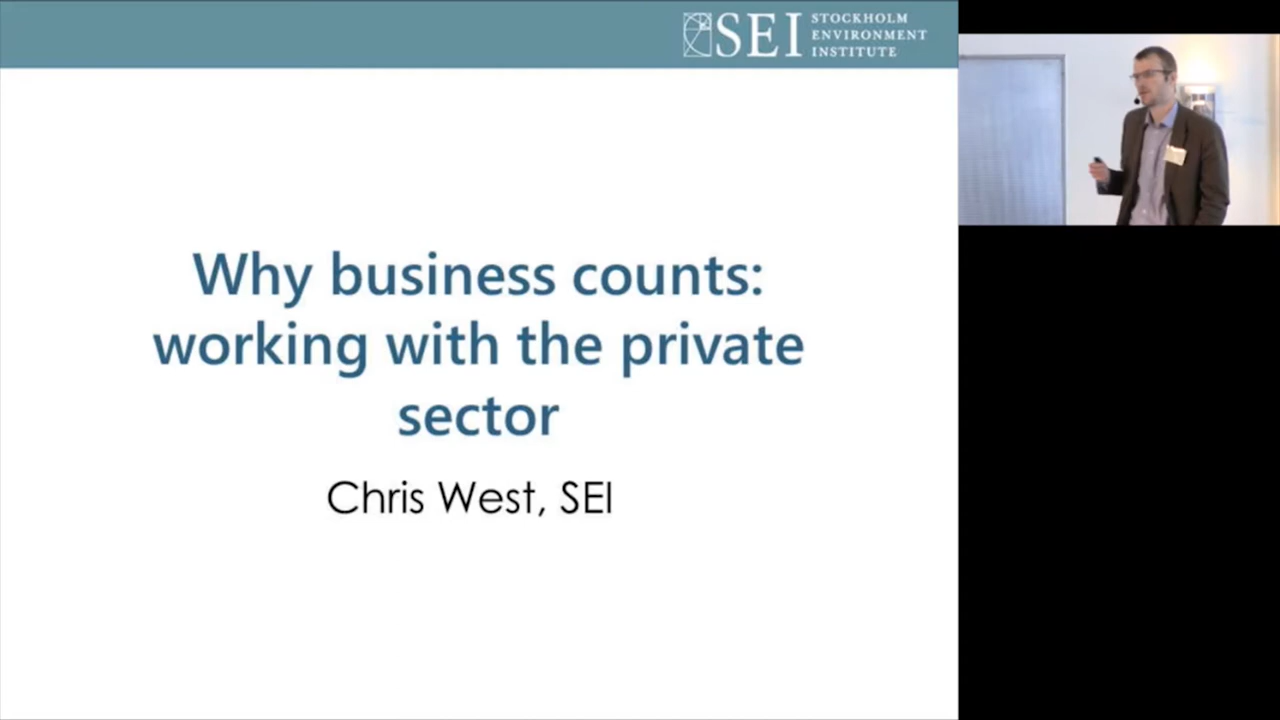 SEI
STOCKHOLM
ENVIRONMENT
INSTITUTE
Why business counts:
working with the private
sector
Chris West, SEI